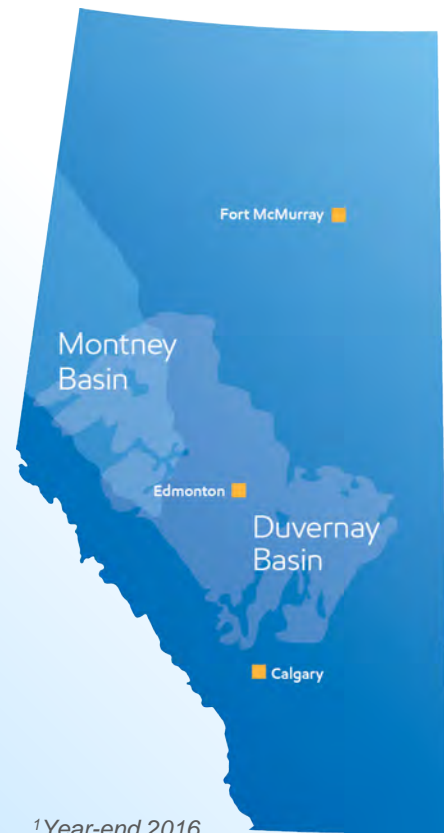 Fort McMurray
Montney
Basin
Edmonton
Duvernay
Basin
Calgary
¹Year-end 2016